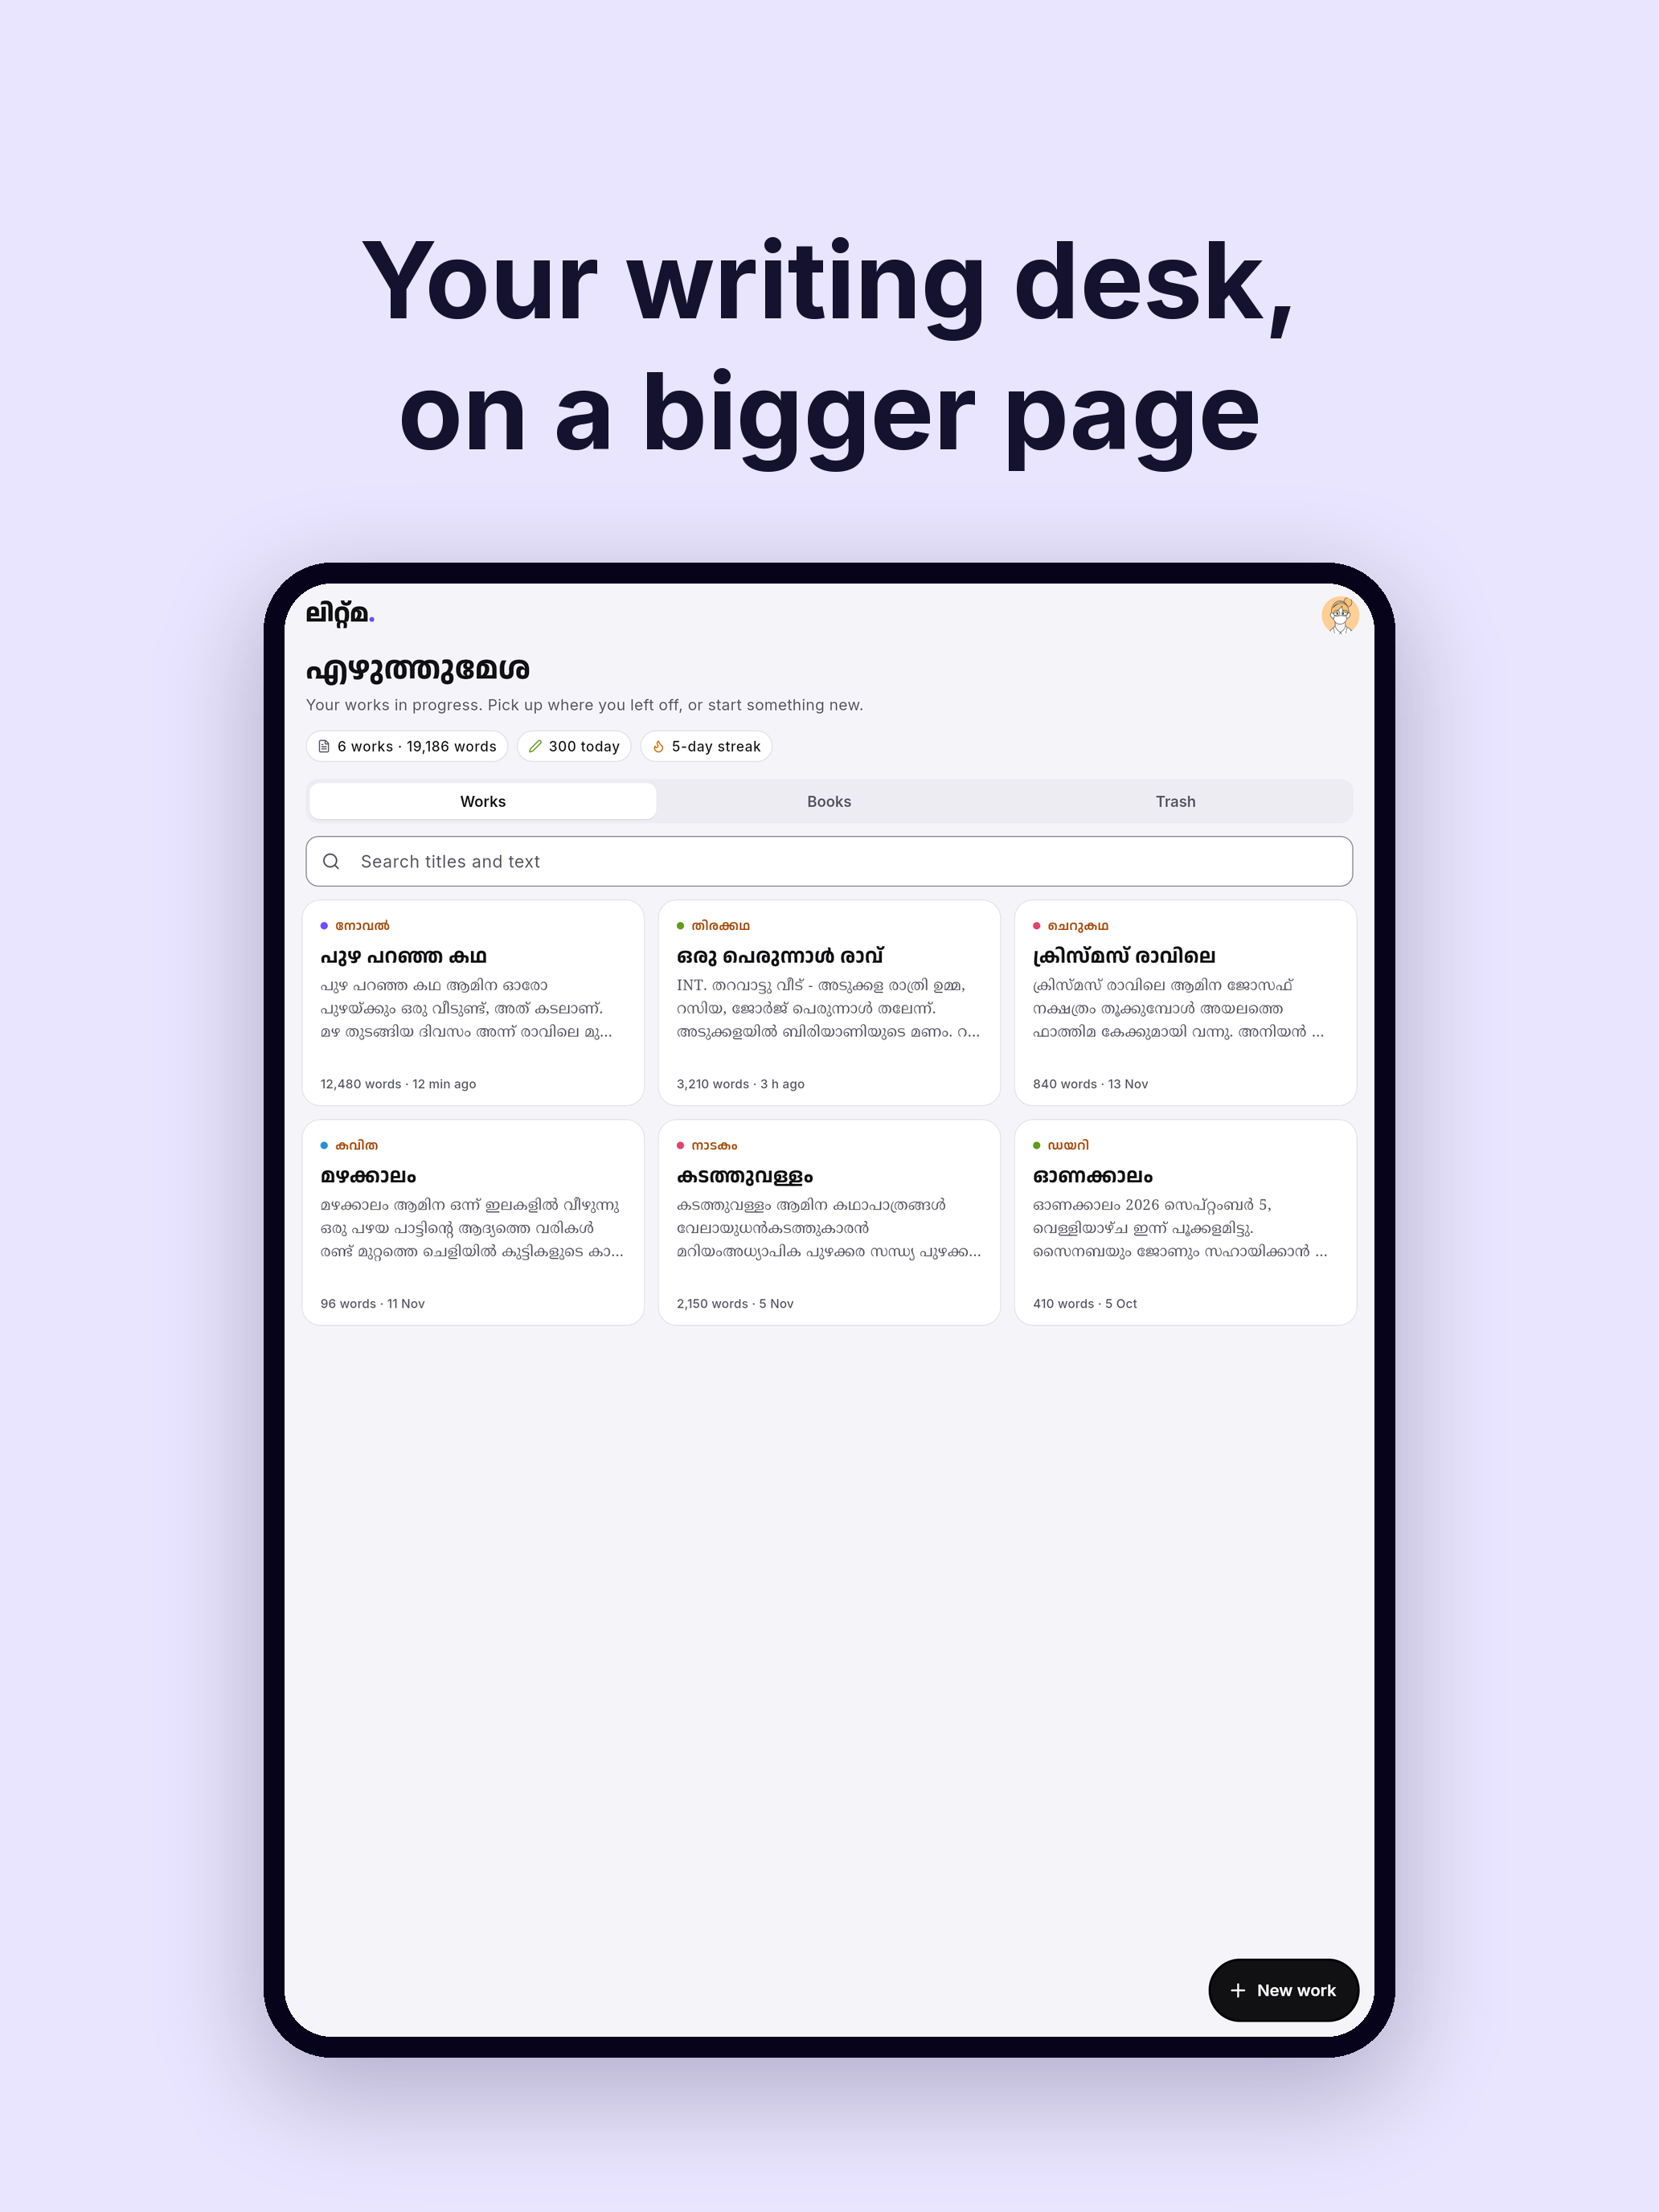 Your writing desk,
on a bigger page
ലിറ്റ്മ.
എഴുത്തുമേശ
Your works in progress. Pick up where you left off, or start something new.
6 works · 19,186 words
300 today
5-day streak
Works
Books
Trash
Search titles and text
നോവൽ
പുഴ പറഞ്ഞ കഥ
പുഴ പറഞ്ഞ കഥ ആമിന ഓരോ
പുഴയ്ക്കും ഒരു വീടുണ്ട്, അത് കടലാണ്.
മഴ തുടങ്ങിയ ദിവസം അന്ന് രാവിലെ മു...
12,480 words · 12 min ago
തിരക്കഥ
ഒരു പെരുന്നാൾ രാവ്
INT. തറവാട്ടു വീട് - അടുക്കള രാത്രി ഉമ്മ,
റസിയ, ജോർജ് പെരുന്നാൾ തലേന്ന്.
അടുക്കളയിൽ ബിരിയാണിയുടെ മണം. റ...
3,210 words · 3 h ago
ചെറുകഥ
ക്രിസ്മസ് രാവിലെ
ക്രിസ്മസ് രാവിലെ ആമിന ജോസഫ്
നക്ഷത്രം തൂക്കുമ്പോൾ അയലത്തെ
ഫാത്തിമ കേക്കുമായി വന്നു. അനിയൻ ...
840 words · 13 Nov
കവിത
മഴക്കാലം
മഴക്കാലം ആമിന ഒന്ന് ഇലകളിൽ വീഴുന്നു
ഒരു പഴയ പാട്ടിന്റെ ആദ്യത്തെ വരികൾ
രണ്ട് മുറ്റത്തെ ചെളിയിൽ കുട്ടികളുടെ കാ...
96 words · 11 Nov
നാടകം
കടത്തുവള്ളം
കടത്തുവള്ളം ആമിന കഥാപാത്രങ്ങൾ
വേലായുധൻകടത്തുകാരൻ
മറിയംഅധ്യാപിക പുഴക്കര സന്ധ്യ പുഴക്ക...
2,150 words · 5 Nov
ഡയറി
ഓണക്കാലം
ഓണക്കാലം 2026 സെപ്റ്റംബർ 5,
വെള്ളിയാഴ്ച ഇന്ന് പൂക്കളമിട്ടു.
സൈനബയും ജോണും സഹായിക്കാൻ ...
410 words · 5 Oct
New work